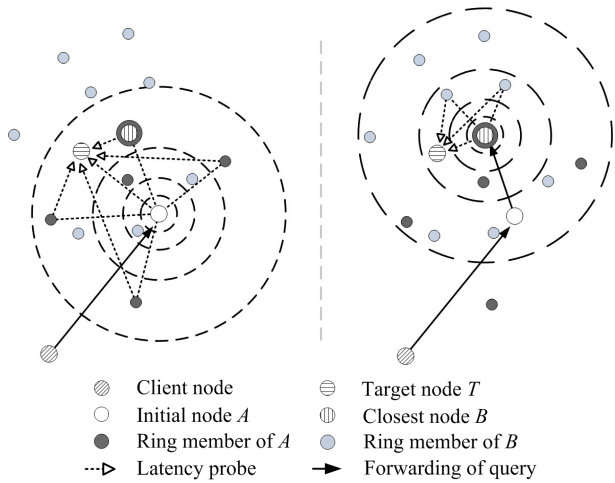 Client node
Target node T
Initial node A
Closest node B
Ring member of A
Ring member of B
Latency probe
Forwarding of query